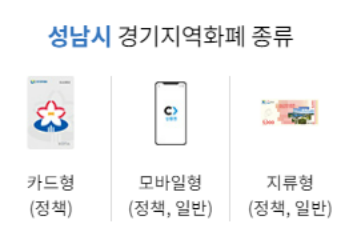 성남시 경기지역화폐 종류
카드형
(정책)
모바일형
(정책, 일반)
지류형
(정책, 일반)